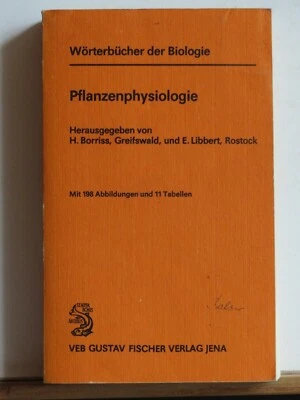 Wörterbücher der Biologie
Pflanzenphysiologie
Herausgegeben von
H. Borriss, Greifswald, und E. Libbert, Rostock
Mit 198 Abbildungen und 11 Tabellen
VEB GUSTAV FISCHER VERLAG JENA